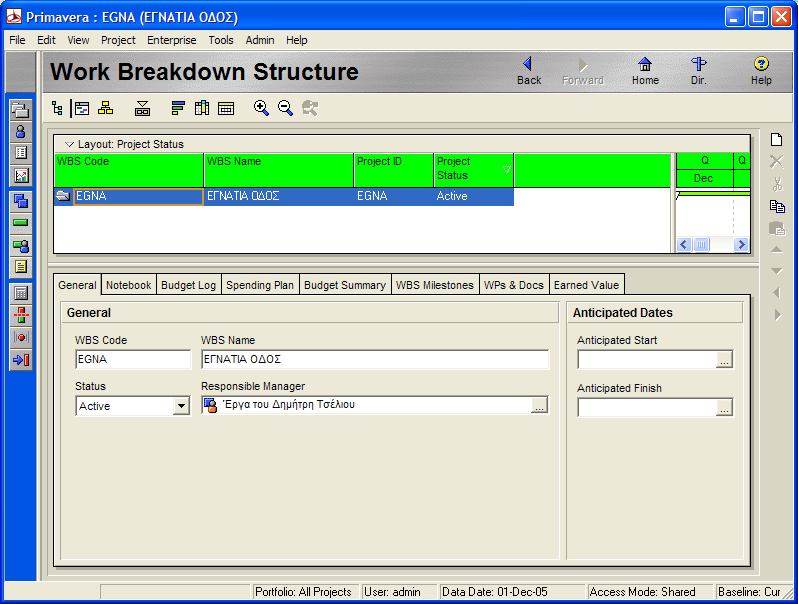 Primavera : EGNA (ΕΓΝΑΤΙΑ ΟΔΟΣ)
File Edit View Project Enterprise Tools Admin Help
Work Breakdown Structure
Back Forward Home Dir. Help
Layout: Project Status
WBS Code WBS Name Project ID Project Status Q Q
Dec
EGNA ΕΓΝΑΤΙΑ ΟΔΟΣ EGNA Active
General Notebook Budget Log Spending Plan Budget Summary WBS Milestones WPs & Docs Earned Value
General Anticipated Dates
WBS Code WBS Name Anticipated Start
EGNA ΕΓΝΑΤΙΑ ΟΔΟΣ ...
Status Responsible Manager Anticipated Finish
Active Έργα του Δημήτρη Τσέλιου ... ...
Portfolio: All Projects User: admin Data Date: 01-Dec-05 Access Mode: Shared Baseline: Cur